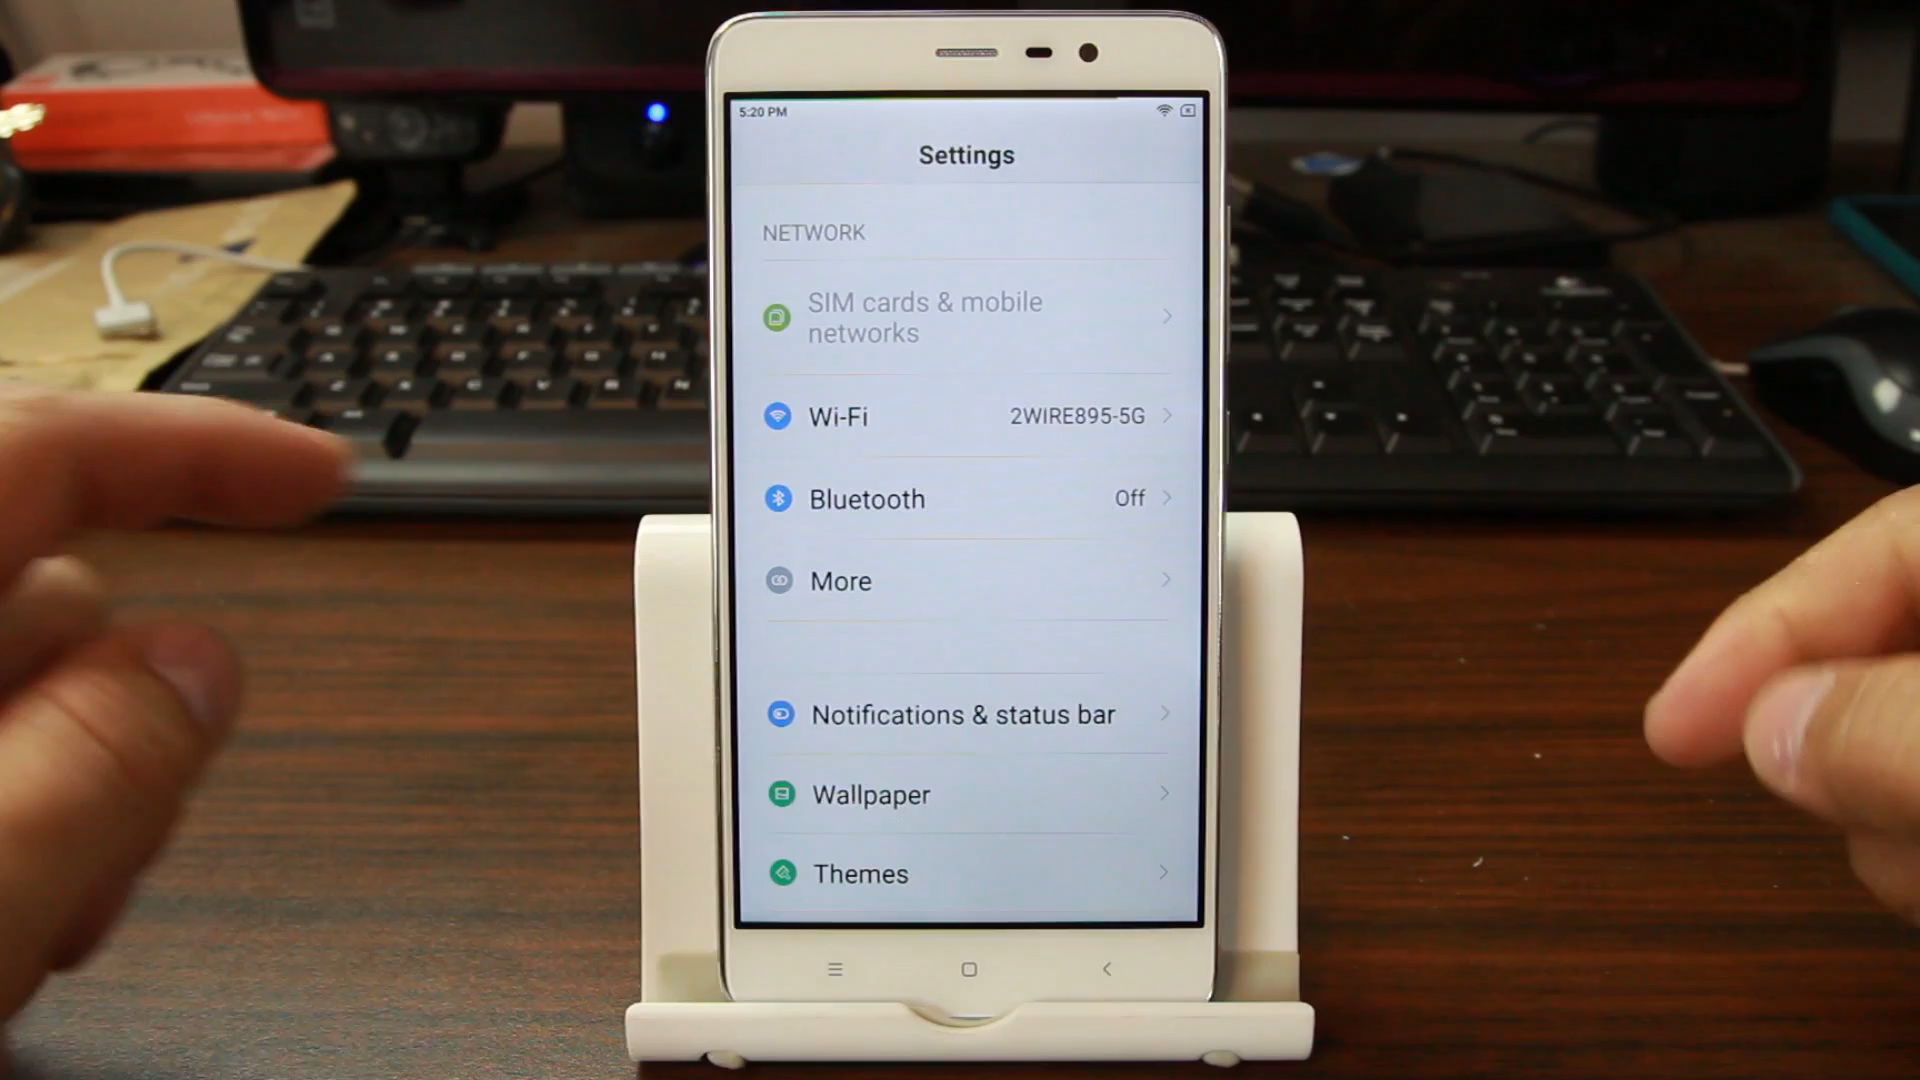 5:20 PM
Settings
NETWORK
SIM cards & mobile
networks
Wi-Fi 2WIRE895-5G
Bluetooth Off
More
Notifications & status bar
Wallpaper
Themes